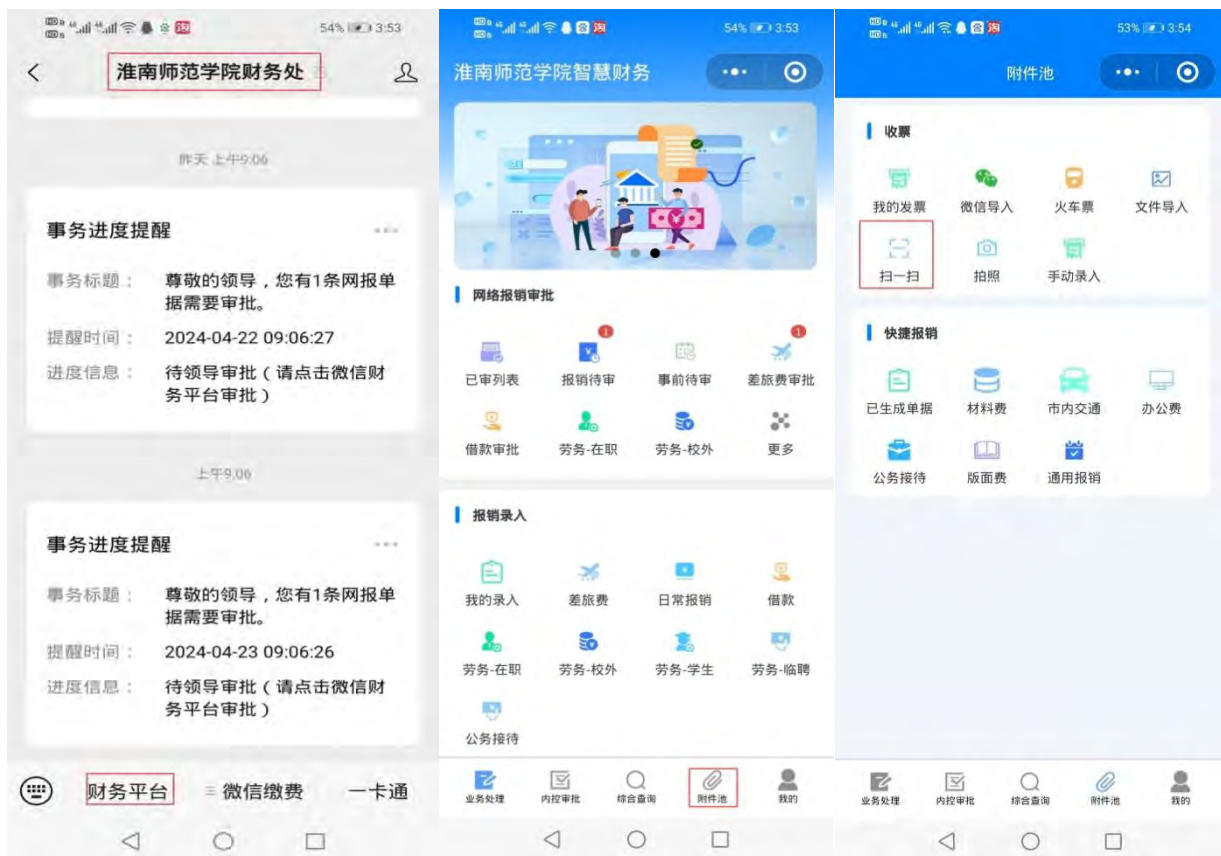 54% 3:53
淮南师范学院财务处
昨天 上午9:06
事务进度提醒
事务标题：
尊敬的领导，您有1条网报单
据需要审批。
提醒时间：
2024-04-22 09:06:27
进度信息：
待领导审批（请点击微信财
务平台审批）
上午9:06
事务进度提醒
事务标题：
尊敬的领导，您有1条网报单
据需要审批。
提醒时间：
2024-04-23 09:06:26
进度信息：
待领导审批（请点击微信财
务平台审批）
财务平台 微信缴费 一卡通
54% 3:53
淮南师范学院智慧财务
网络报销审批
1 1
已审列表 报销待审 事前待审 差旅费审批
借款审批 劳务-在职 劳务-校外 更多
报销录入
我的录入 差旅费 日常报销 借款
劳务-在职 劳务-校外 劳务-学生 劳务-临聘
公务接待
业务处理 内控审批 综合查询 附件池 我的
53% 3:54
附件池
收票
我的发票 微信导入 火车票 文件导入
扫一扫 拍照 手动录入
快捷报销
已生成单据 材料费 市内交通 办公费
公务接待 版面费 通用报销
业务处理 内控审批 综合查询 附件池 我的